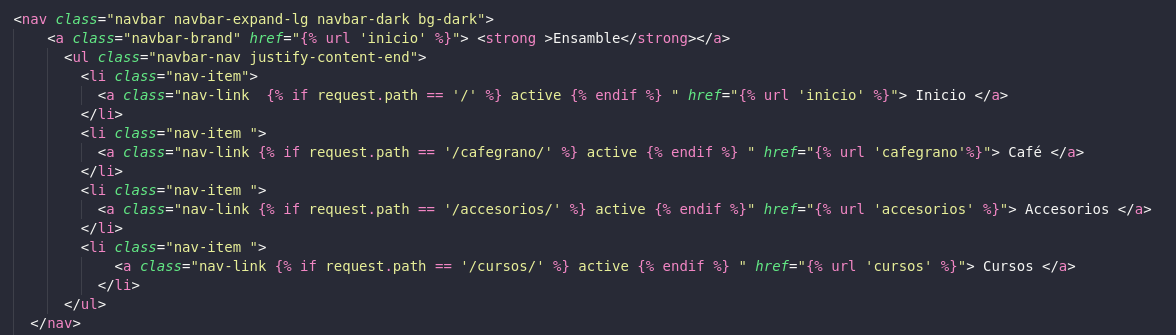 <nav class="navbar navbar-expand-lg navbar-dark bg-dark">
    <a class="navbar-brand" href="{% url 'inicio' %}"> <strong >Ensamble</strong></a>
      <ul class="navbar-nav justify-content-end">
        <li class="nav-item">
          <a class="nav-link  {% if request.path == '/' %} active {% endif %} " href="{% url 'inicio' %}"> Inicio </a>
        </li>
        <li class="nav-item ">
          <a class="nav-link {% if request.path == '/cafegrano/' %} active {% endif %} " href="{% url 'cafegrano'%}"> Café </a>
        </li>
        <li class="nav-item ">
          <a class="nav-link {% if request.path == '/accesorios/' %} active {% endif %}" href="{% url 'accesorios' %}"> Accesorios </a>
        </li>
        <li class="nav-item ">
            <a class="nav-link {% if request.path == '/cursos/' %} active {% endif %} " href="{% url 'cursos' %}"> Cursos </a>
          </li>
      </ul>
  </nav>